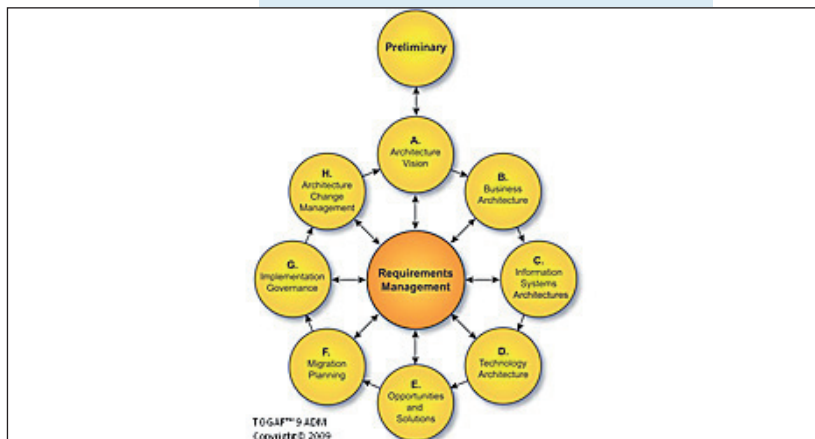 Preliminary
A.
Architecture
Vision
H.
Architecture
Change
Management
B.
Business
Architecture
G.
Implementation
Governance
Requirements
Management
C.
Information
Systems
Architectures
F.
Migration
Planning
D.
Technology
Architecture
E.
Opportunities
and
Solutions
TOGAF™ 9 ADM
Copyright© 2009